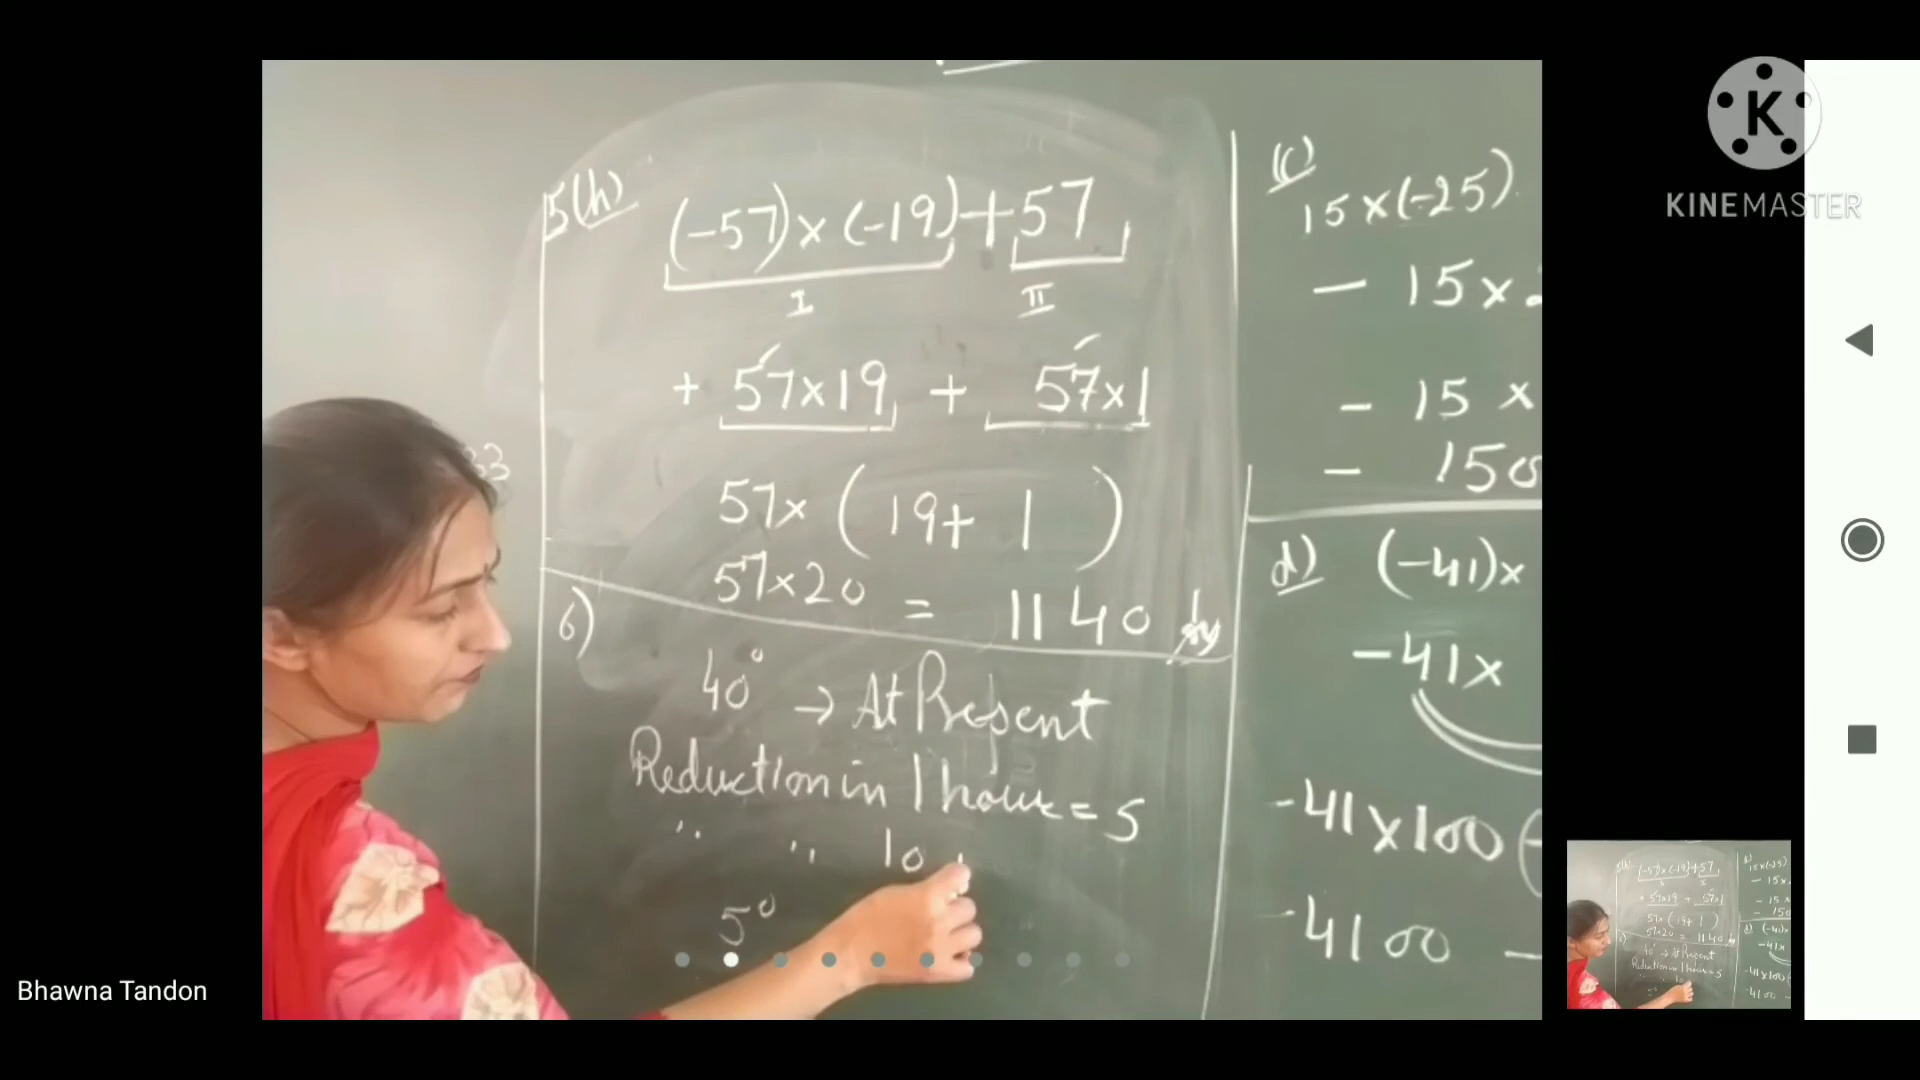 5(h) (-57) × (-19) + 57
I II
+ 57×19 + 57×1
57× ( 19+ 1 )
57×20 = 1140
6)
40° → At Present
Reduction in 1 hour = 5
" " 10
5°
33
(c)
15×(-25)
- 15×
- 15 ×
- 150
d) (-41)×
-41×
-41×100
-4100 -
K
KINEMASTER
Bhawna Tandon